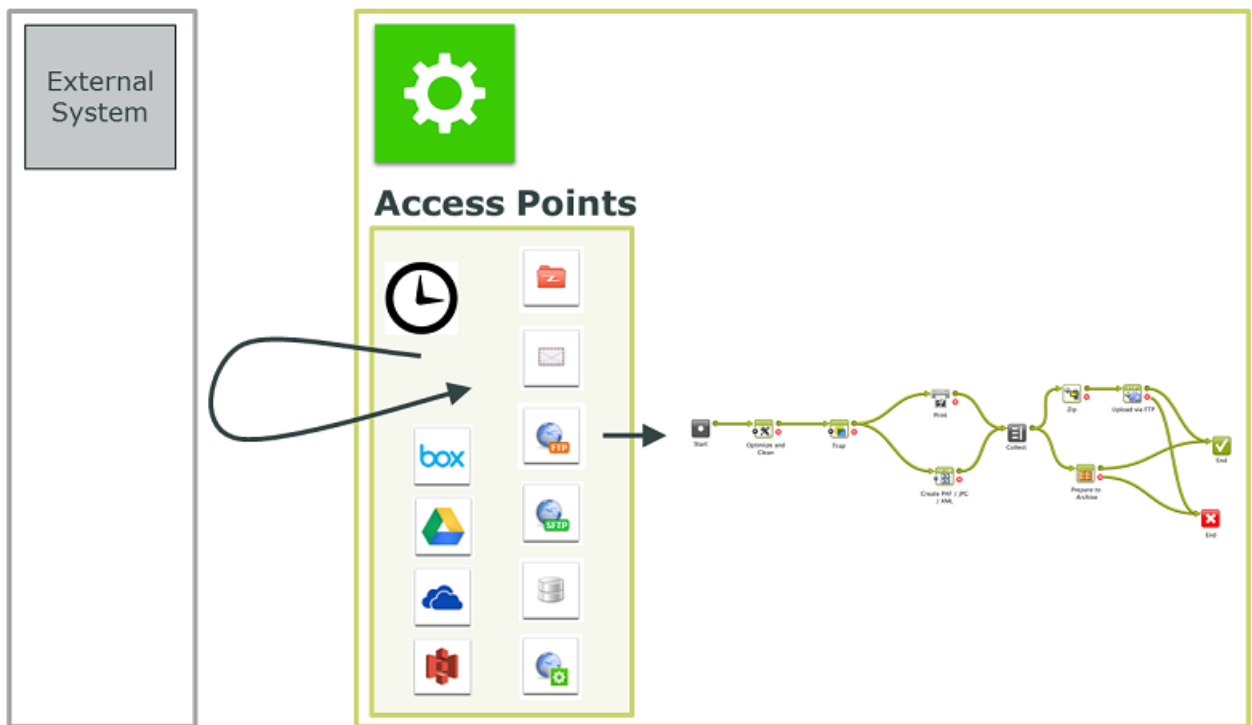 External
System
Access Points
box
FTP
SFTP
Start
Optimize and
Clean
Trap
Print
Create PAF / JPG
/ XML
Collect
Zip
Upload via FTP
Prepare to
Archive
End
End